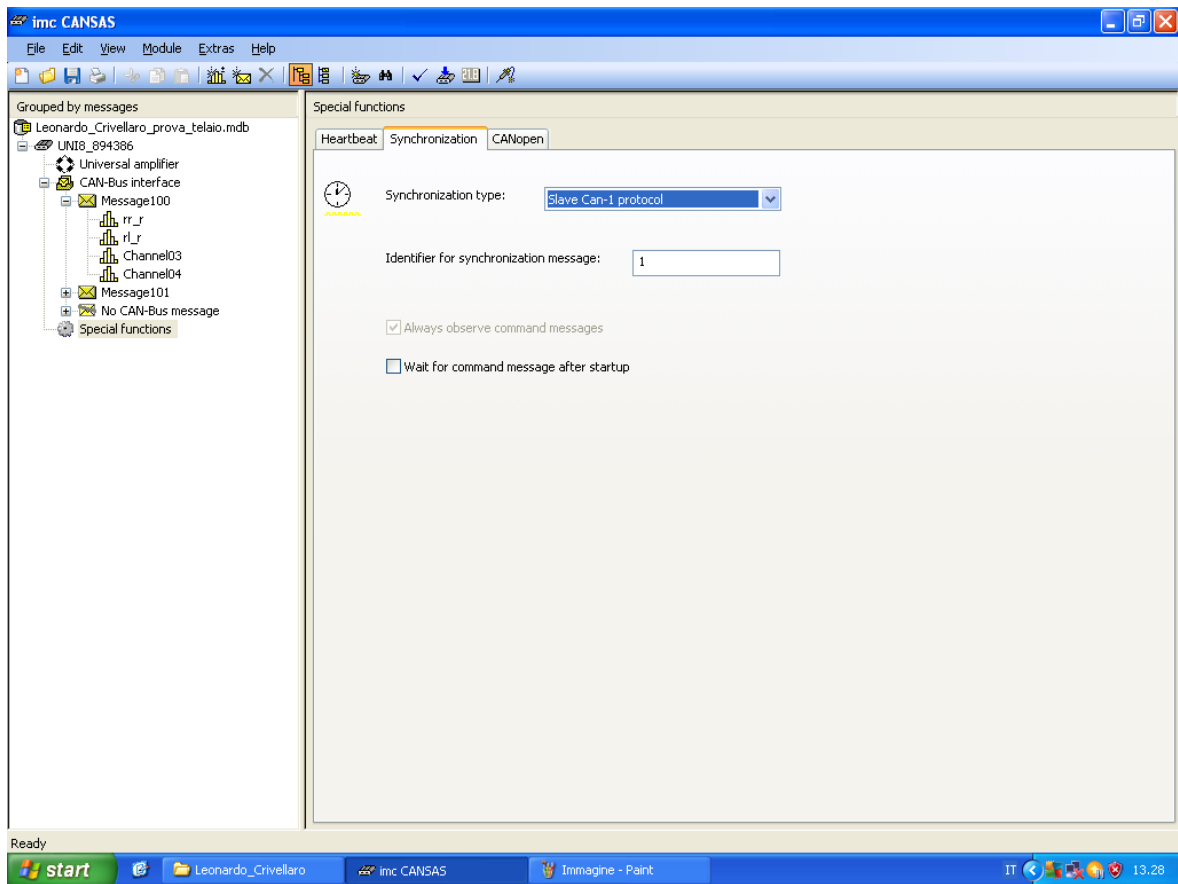 imc CANSAS
File Edit View Module Extras Help
Grouped by messages
Leonardo_Crivellaro_prova_telaio.mdb
UNI8_894386
Universal amplifier
CAN-Bus interface
Message100
rr_r
rl_r
Channel03
Channel04
Message101
No CAN-Bus message
Special functions
Special functions
Heartbeat Synchronization CANopen
Synchronization type: Slave Can-1 protocol
Identifier for synchronization message: 1
Always observe command messages
Wait for command message after startup
Ready
start Leonardo_Crivellaro imc CANSAS Immagine - Paint IT 13.28